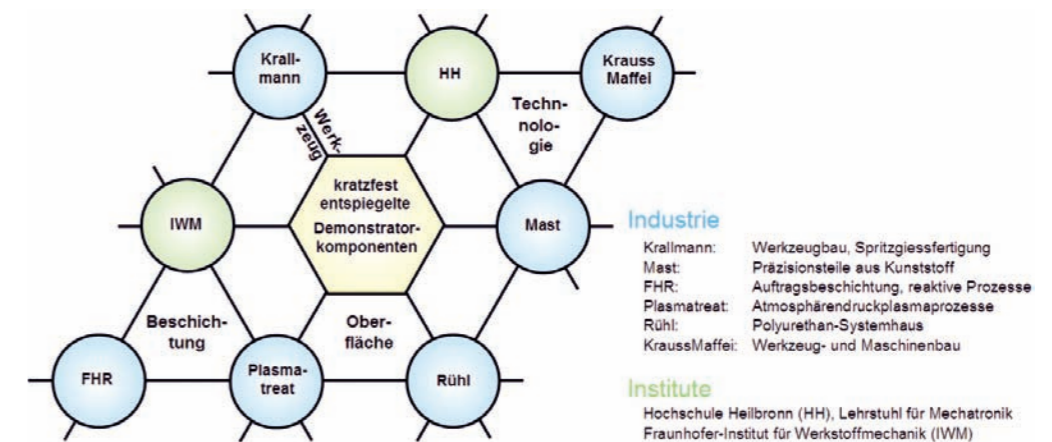 Krall-
mann
HH
Krauss
Maffei
Werk-
zeug
Techn-
nolo-
gie
kratzfest
entspiegelte
Demonstrator-
komponenten
IWM
Mast
Beschich-
tung
Ober-
fläche
FHR
Plasma-
treat
Rühl
Industrie
Krallmann: Werkzeugbau, Spritzgiessfertigung
Mast: Präzisionsteile aus Kunststoff
FHR: Auftragsbeschichtung, reaktive Prozesse
Plasmatreat: Atmosphärendruckplasmaprozesse
Rühl: Polyurethan-Systemhaus
KraussMaffei: Werkzeug- und Maschinenbau
Institute
Hochschule Heilbronn (HH), Lehrstuhl für Mechatronik
Fraunhofer-Institut für Werkstoffmechanik (IWM)